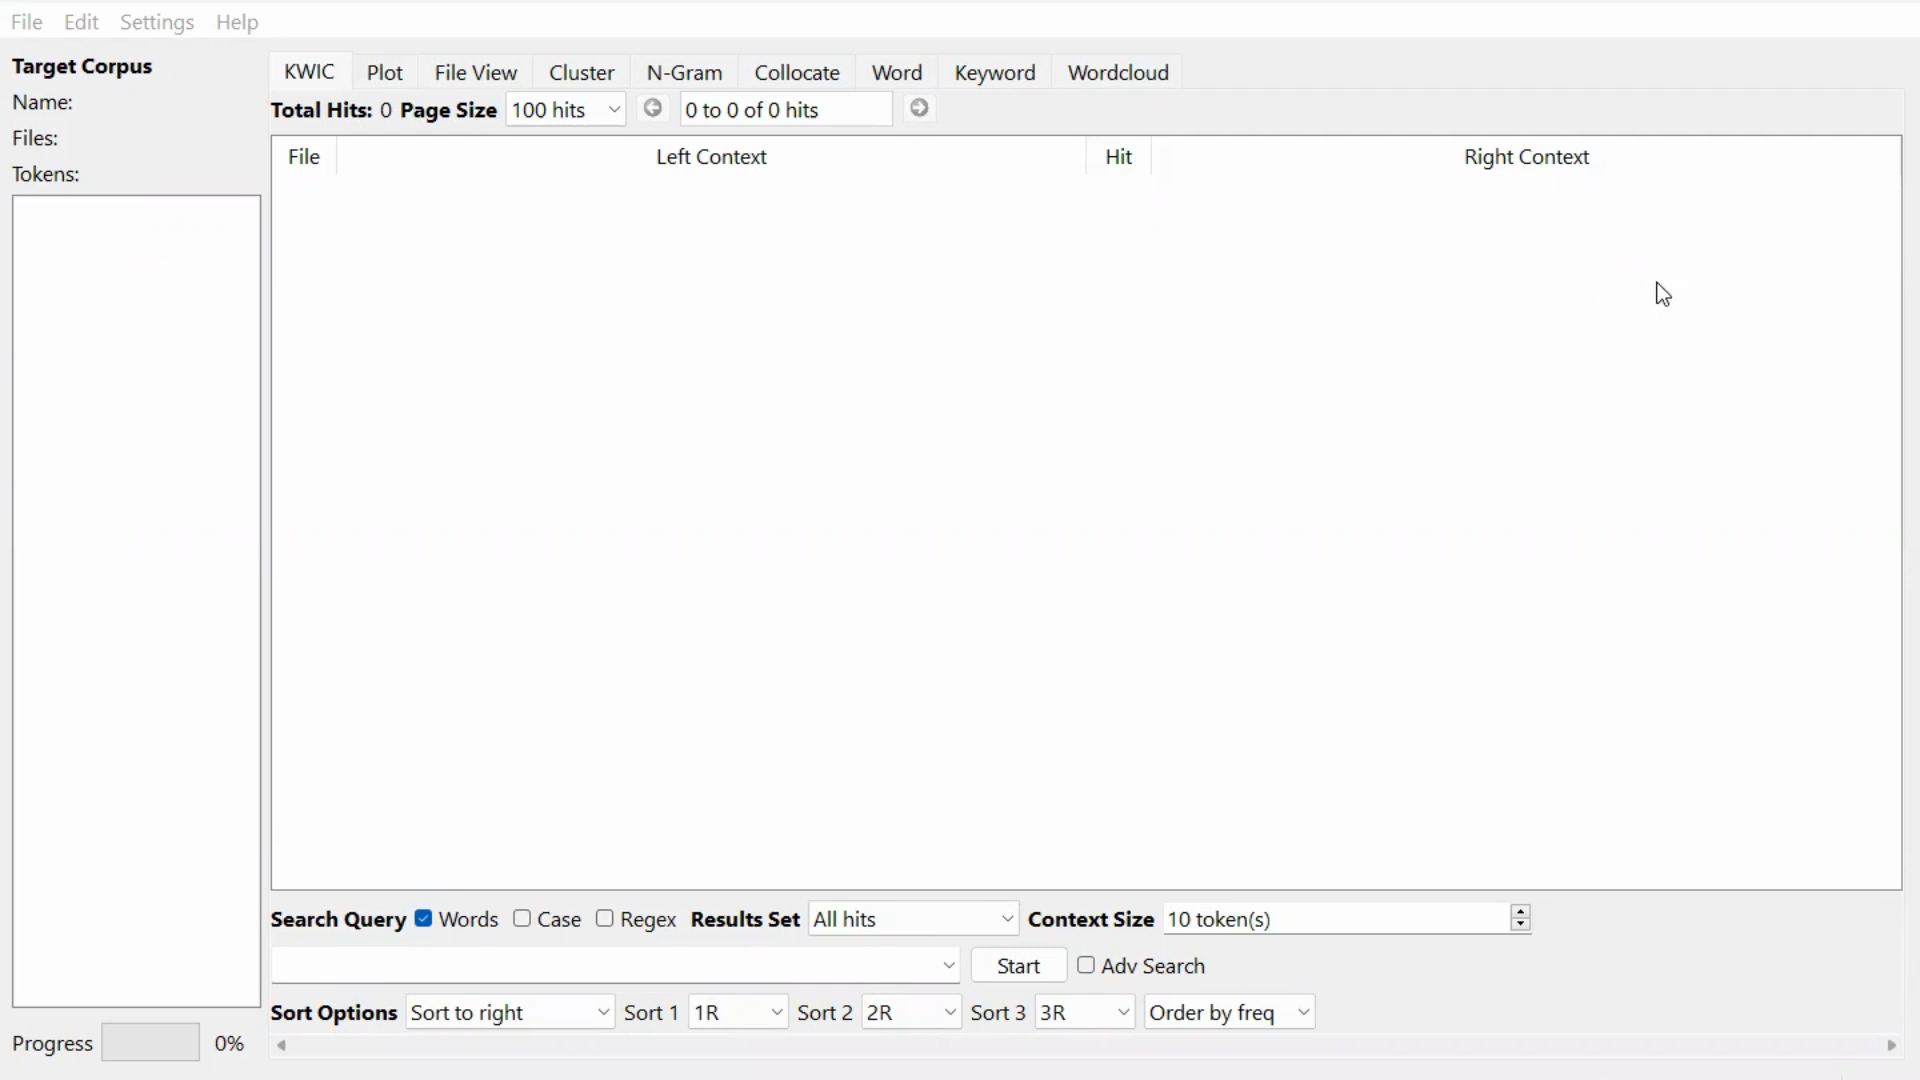 File Edit Settings Help
Target Corpus
Name:
Files:
Tokens:
KWIC Plot File View Cluster N-Gram Collocate Word Keyword Wordcloud
Total Hits: 0 Page Size 100 hits 0 to 0 of 0 hits
File Left Context Hit Right Context
Search Query Words Case Regex Results Set All hits Context Size 10 token(s)
Start Adv Search
Sort Options Sort to right Sort 1 1R Sort 2 2R Sort 3 3R Order by freq
Progress 0%